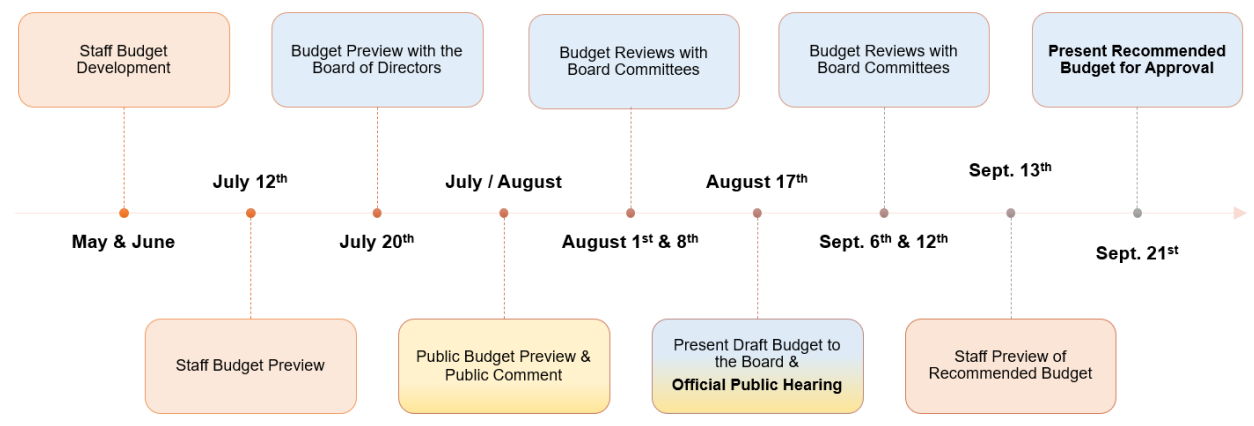 Staff Budget
Development
Budget Preview with the
Board of Directors
Budget Reviews with
Board Committees
Budget Reviews with
Board Committees
Present Recommended
Budget for Approval
July 12th
July / August
August 17th
Sept. 13th
May & June
July 20th
August 1st & 8th
Sept. 6th & 12th
Sept. 21st
Staff Budget Preview
Public Budget Preview &
Public Comment
Present Draft Budget to
the Board &
Official Public Hearing
Staff Preview of
Recommended Budget